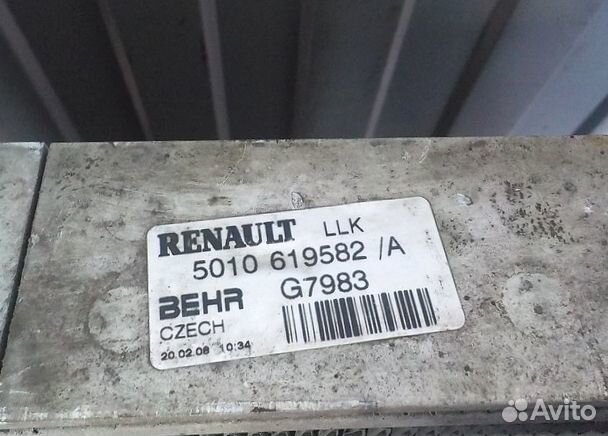 RENAULT LLK
5010 619582 /A
BEHR G7983
CZECH
20.02.08 10:34
Avito